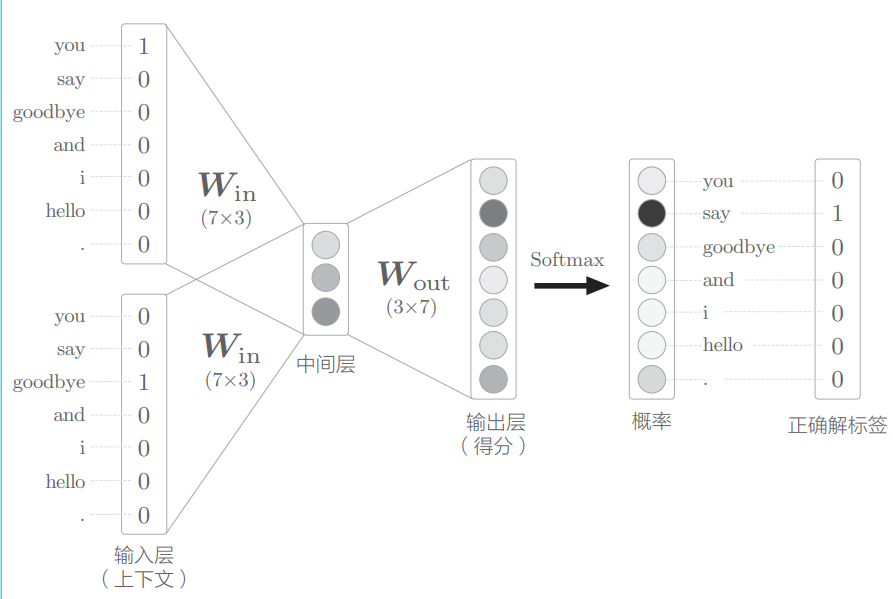 you 1
say 0
goodbye 0
and 0
i 0
hello 0
. 0
W in
(7×3)
you 0
say 0
goodbye 1
and 0
i 0
hello 0
. 0
W in
(7×3)
输入层
（上下文）
中间层
W out
(3×7)
输出层
（得分）
Softmax
概率
you 0
say 1
goodbye 0
and 0
i 0
hello 0
. 0
正确解标签